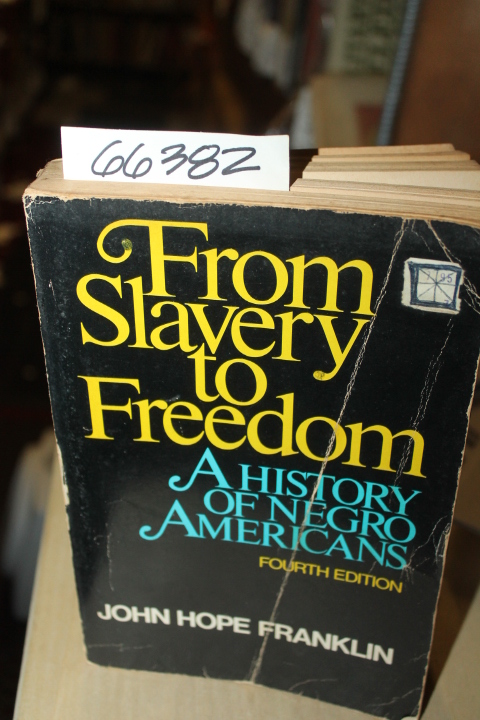 66382
From
Slavery
to
Freedom
A HISTORY
OF NEGRO
AMERICANS
FOURTH EDITION
JOHN HOPE FRANKLIN